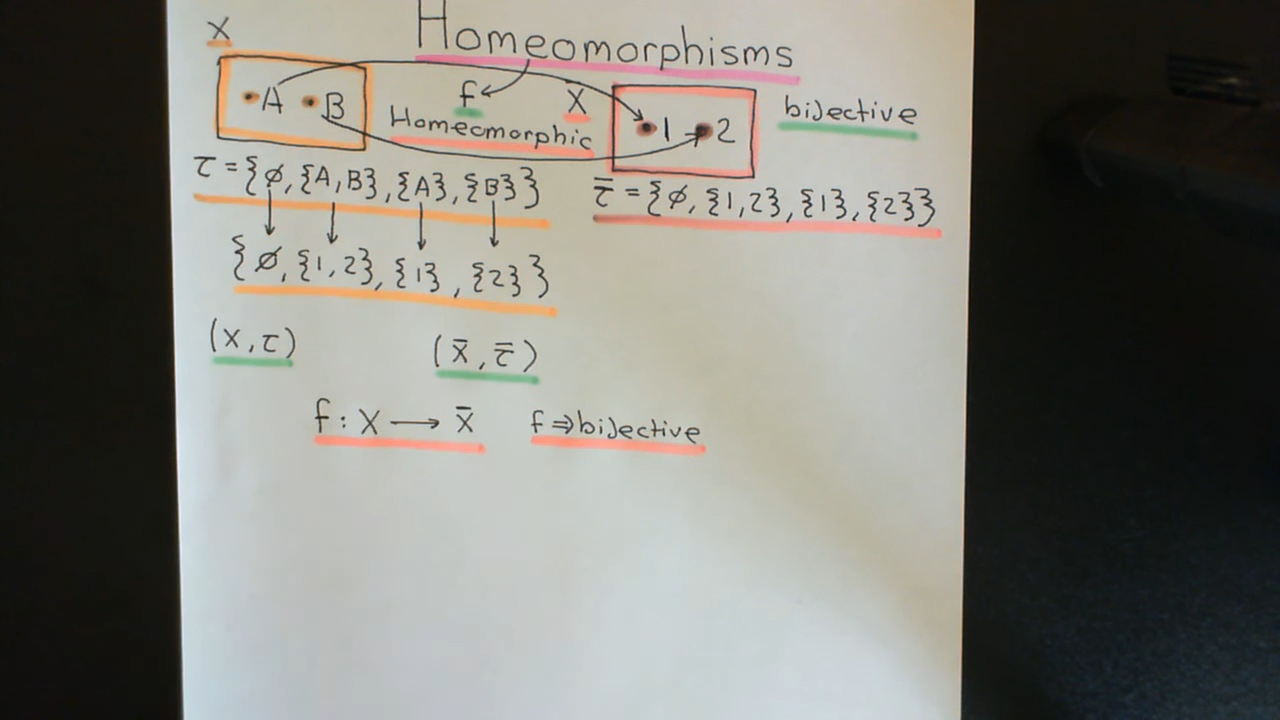 Homeomorphisms
X
• A • B
f
X̄
Homeomorphic
• 1 • 2
biJective
τ = {ϕ, {A, B}, {A}, {B}}
τ̄ = {ϕ, {1, 2}, {1}, {2}}
{ϕ, {1, 2}, {1}, {2}}
(X, τ) (X̄, τ̄)
f : X → X̄ f ⇒ biJective